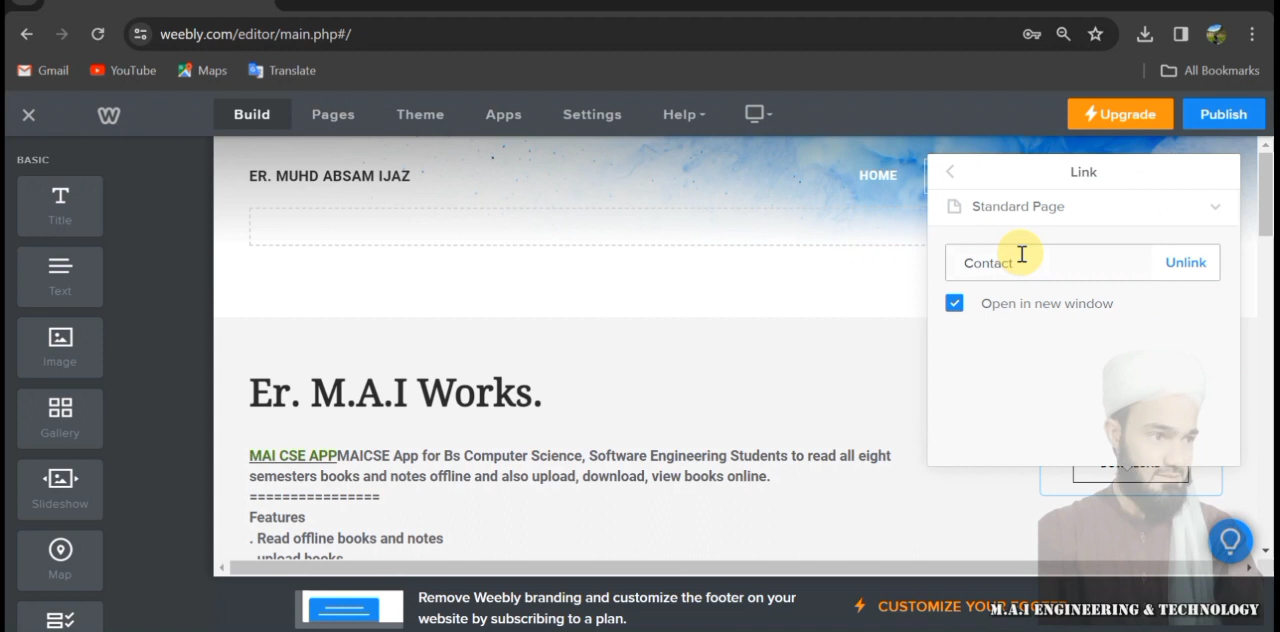 weebly.com/editor/main.php#/
Gmail YouTube Maps Translate All Bookmarks
Build Pages Theme Apps Settings Help Upgrade Publish
BASIC
Title
Text
Image
Gallery
Slideshow
Map
ER. MUHD ABSAM IJAZ HOME
Link
Standard Page
Contact Unlink
Open in new window
Er. M.A.I Works.
MAI CSE APPMAICSE App for Bs Computer Science, Software Engineering Students to read all eight
semesters books and notes offline and also upload, download, view books online.
================
Features
. Read offline books and notes
. upload books
Remove Weebly branding and customize the footer on your
website by subscribing to a plan.
CUSTOMIZE YOUR FOOTER
M.A.I ENGINEERING & TECHNOLOGY